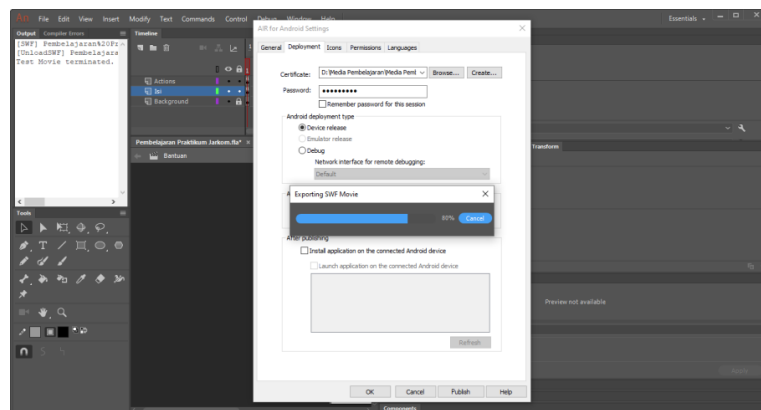 An File Edit View Insert Modify Text Commands Control Debug Window Help Essentials
Output Compiler Errors
[SWF] Pembelajaran%20Pr
[UnloadSWF] Pembelajara
Test Movie terminated.
Timeline
Actions
Isi
Background
Pembelajaran Praktikum Jarkom.fla* ×
Bantuan
Tools
AIR for Android Settings
General Deployment Icons Permissions Languages
Certificate: D:\Media Pembelajaran\Media Peml Browse... Create...
Password:
Remember password for this session
Android deployment type
Device release
Emulator release
Debug
Network interface for remote debugging:
Default
Exporting SWF Movie
80% Cancel
After publishing
Install application on the connected Android device
Launch application on the connected Android device
Refresh
OK Cancel Publish Help
Transform
Preview not available
Apply
Components